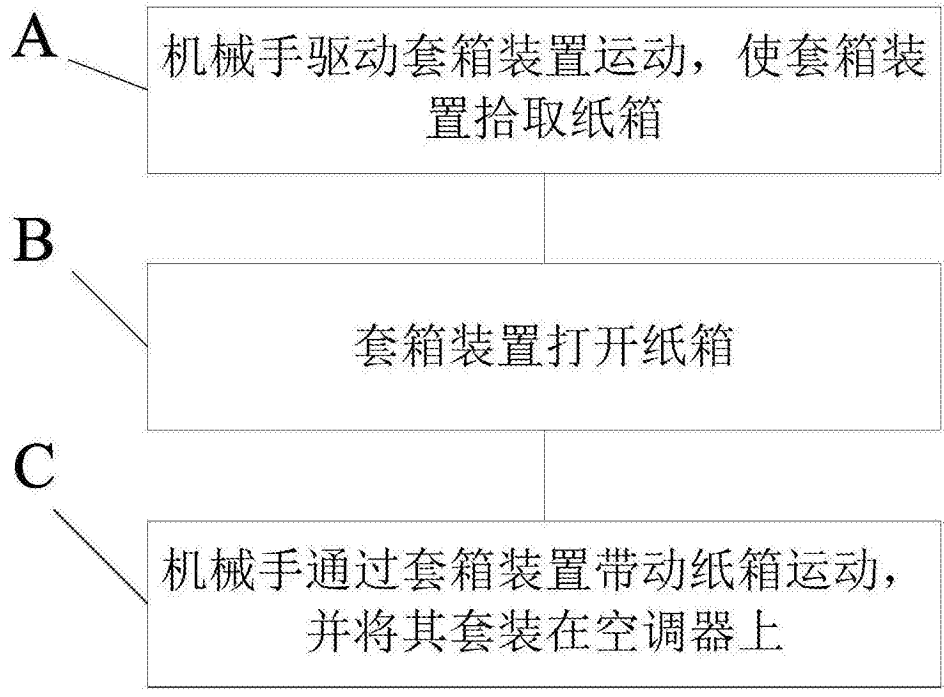 A
机械手驱动套箱装置运动，使套箱装
置拾取纸箱
B
套箱装置打开纸箱
C
机械手通过套箱装置带动纸箱运动，
并将其套装在空调器上